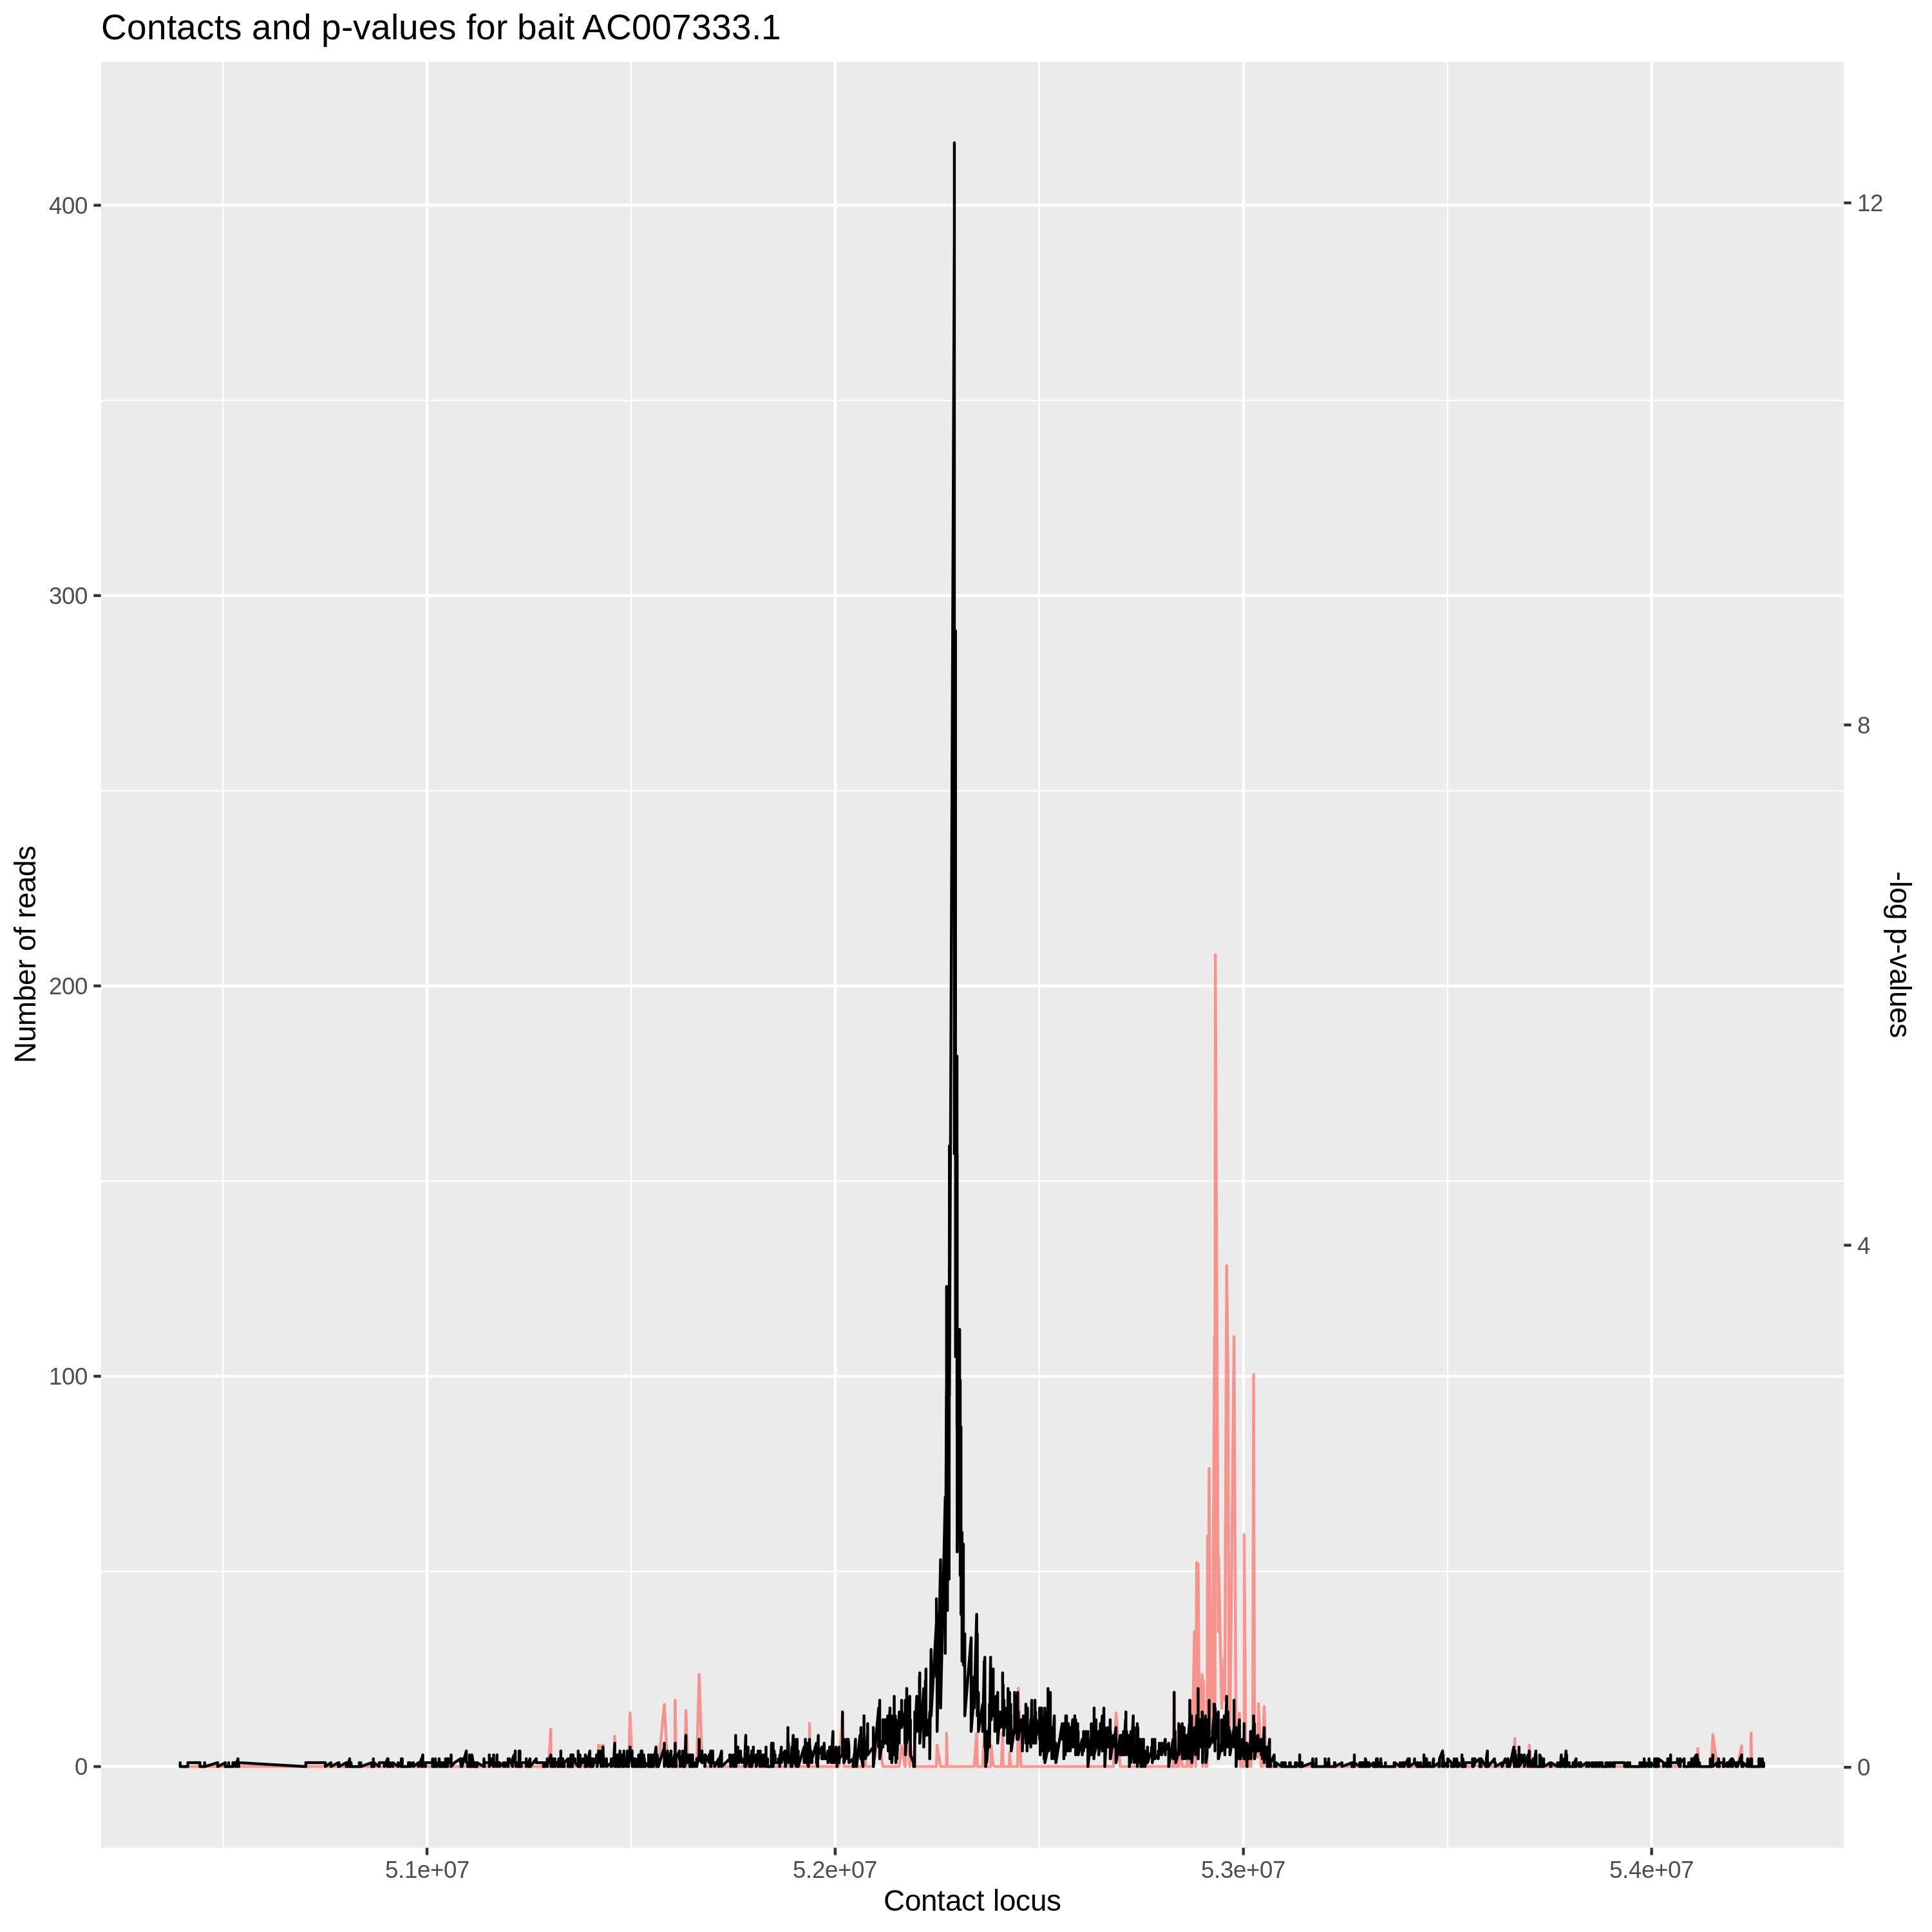 Contacts and p-values for bait AC007333.1
400
300
200
100
0
12
8
4
0
Number of reads
-log p-values
5.1e+07
5.2e+07
5.3e+07
5.4e+07
Contact locus